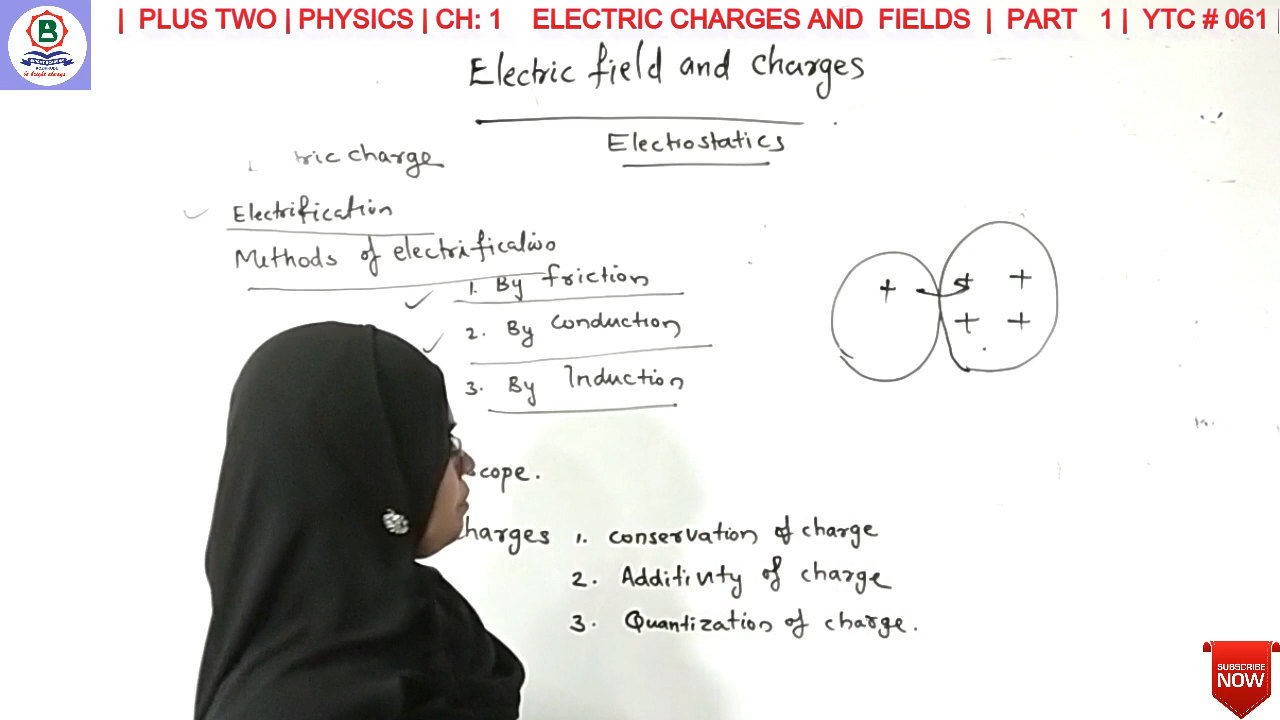 | PLUS TWO | PHYSICS | CH: 1 ELECTRIC CHARGES AND FIELDS | PART 1 | YTC # 061 |
B
Electric field and charges
Electrostatics
tric charge
Electrification
Methods of electrificatio
1. By friction
2. By conduction
3. By Induction
+ + +
+ +
scope.
harges 1. conservation of charge
2. Additivity of charge
3. Quantization of charge.
SUBSCRIBE
NOW